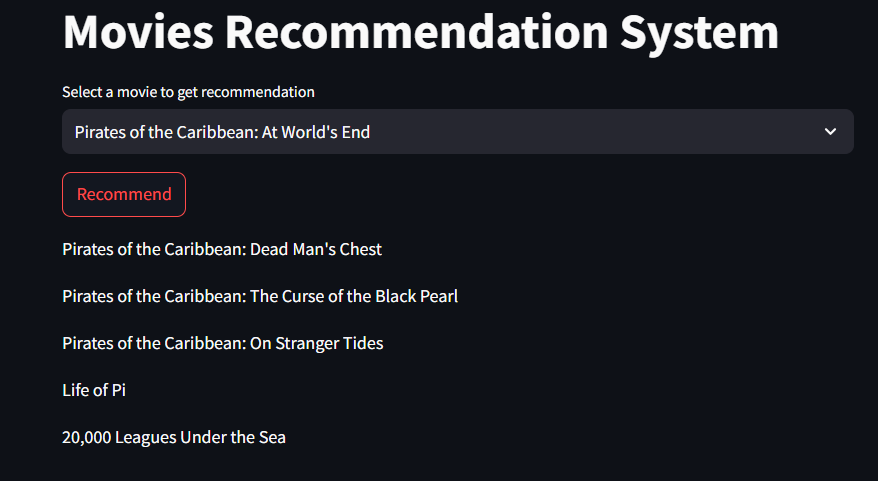 Movies Recommendation System
Select a movie to get recommendation
Pirates of the Caribbean: At World's End
Recommend
Pirates of the Caribbean: Dead Man's Chest
Pirates of the Caribbean: The Curse of the Black Pearl
Pirates of the Caribbean: On Stranger Tides
Life of Pi
20,000 Leagues Under the Sea